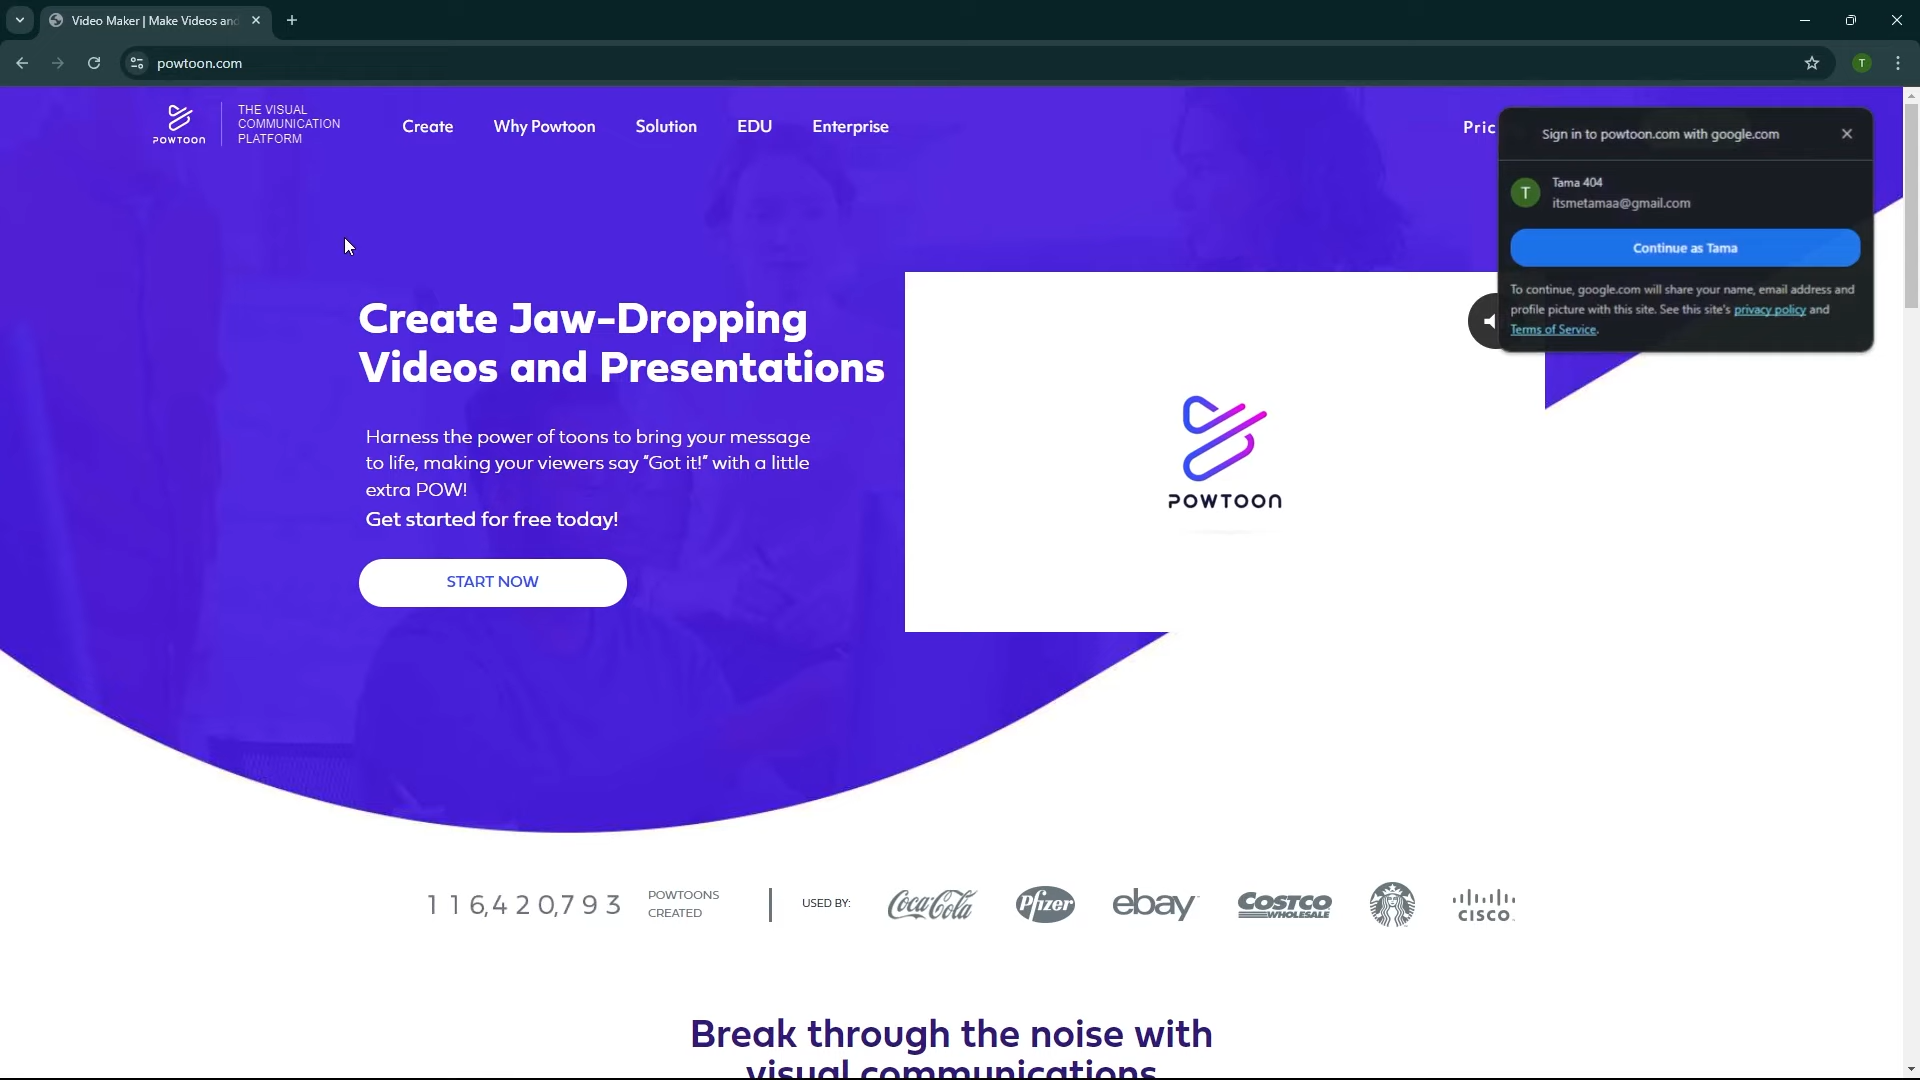 Video Maker | Make Videos and
powtoon.com
POWTOON
THE VISUAL
COMMUNICATION
PLATFORM
Create
Why Powtoon
Solution
EDU
Enterprise
Pric
Sign in to powtoon.com with google.com
T
T
Tama 404
itsmetamaa@gmail.com
Continue as Tama
To continue, google.com will share your name, email address and
profile picture with this site. See this site's privacy policy and
Terms of Service.
Create Jaw-Dropping
Videos and Presentations
Harness the power of toons to bring your message
to life, making your viewers say "Got it!" with a little
extra POW!
Get started for free today!
START NOW
POWTOON
116,420,793
POWTOONS
CREATED
USED BY:
Coca-Cola
Pfizer
ebay
COSTCO
WHOLESALE
CISCO
Break through the noise with
visual communications